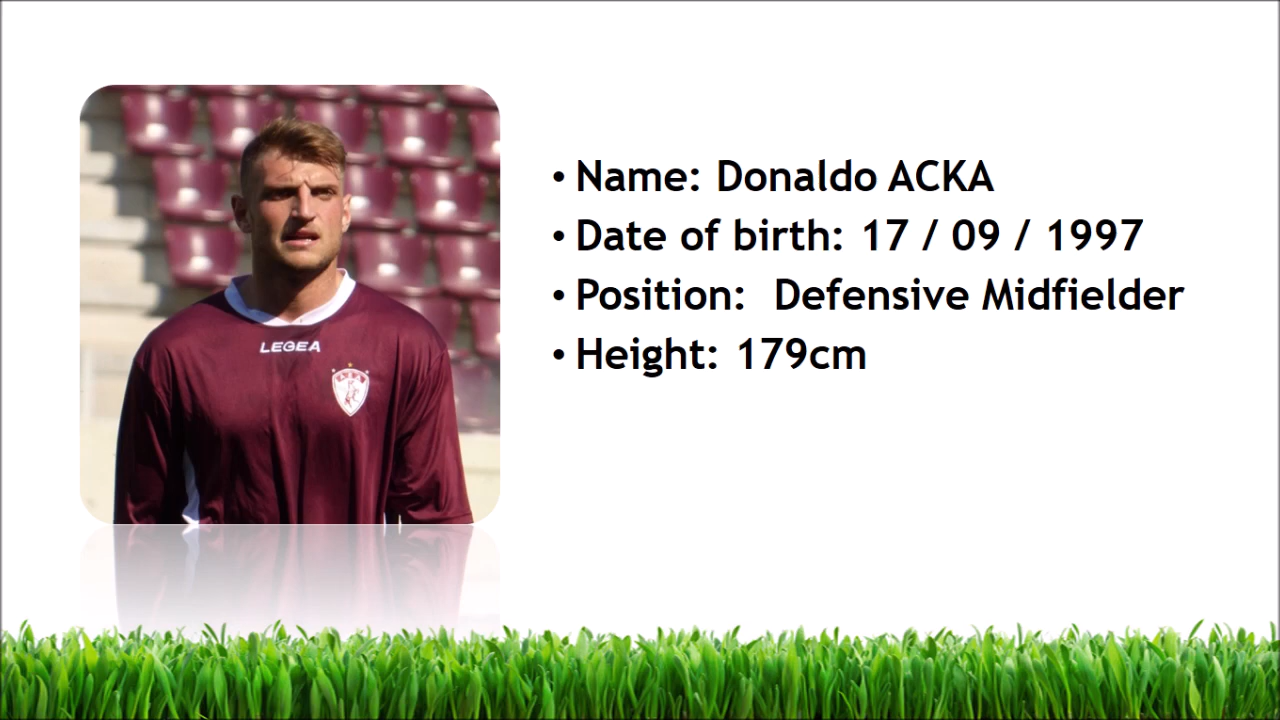 LEGEA
• Name: Donaldo ACKA
• Date of birth: 17 / 09 / 1997
• Position:  Defensive Midfielder
• Height: 179cm